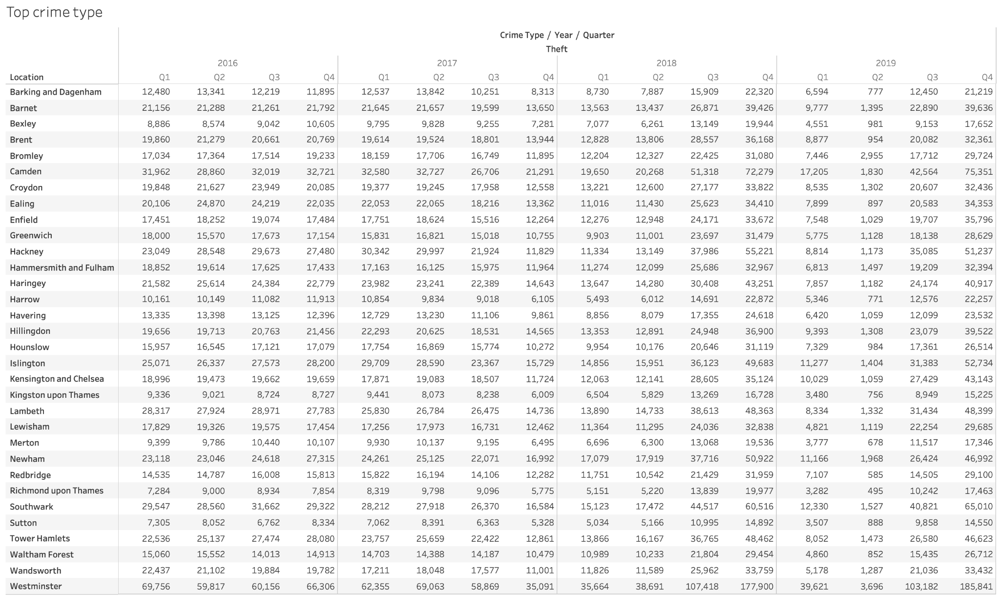 Top crime type
Crime Type / Year / Quarter
Theft
2016 2017 2018 2019
Location Q1 Q2 Q3 Q4 Q1 Q2 Q3 Q4 Q1 Q2 Q3 Q4 Q1 Q2 Q3 Q4
Barking and Dagenham 12,480 13,341 12,219 11,895 12,537 13,842 10,251 8,313 8,730 7,887 15,909 22,320 6,594 777 12,450 21,219
Barnet 21,156 21,288 21,261 21,792 21,645 21,657 19,599 13,650 13,563 13,437 26,871 39,426 9,777 1,395 22,890 39,636
Bexley 8,886 8,574 9,042 10,605 9,795 9,828 9,255 7,281 7,077 6,261 13,149 19,944 4,551 981 9,153 17,652
Brent 19,860 21,279 20,661 20,769 19,614 19,524 18,801 13,944 12,828 13,806 28,557 36,168 8,877 954 20,082 32,361
Bromley 17,034 17,364 17,514 19,233 18,159 17,706 16,749 11,895 12,204 12,327 22,425 31,080 7,446 2,955 17,712 29,724
Camden 31,962 28,860 32,019 32,721 32,580 32,727 26,706 21,291 19,650 20,268 51,318 72,279 17,205 1,830 42,564 75,351
Croydon 19,848 21,627 23,949 20,085 19,377 19,245 17,958 12,558 13,221 12,600 27,177 33,822 8,535 1,302 20,607 32,436
Ealing 20,106 24,870 24,219 22,035 22,053 22,065 18,216 13,362 11,016 11,430 25,623 34,410 7,899 897 20,583 34,353
Enfield 17,451 18,252 19,074 17,484 17,751 18,624 15,516 12,264 12,276 12,948 24,171 33,672 7,548 1,029 19,707 35,796
Greenwich 18,000 15,570 17,673 17,154 15,831 16,821 15,018 10,755 9,903 11,001 23,697 31,479 5,775 1,128 18,138 28,629
Hackney 23,049 28,548 29,673 27,480 30,342 29,997 21,924 11,829 11,334 13,149 37,986 55,221 8,814 1,173 35,085 51,237
Hammersmith and Fulham 18,852 19,614 17,625 17,433 17,163 16,125 15,975 11,964 11,274 12,099 25,686 32,967 6,813 1,497 19,209 32,394
Haringey 21,582 25,614 24,384 22,779 23,982 23,241 22,389 14,643 13,647 14,280 30,408 43,251 7,857 1,182 24,174 40,917
Harrow 10,161 10,149 11,082 11,913 10,854 9,834 9,018 6,105 5,493 6,012 14,691 22,872 5,346 771 12,576 22,257
Havering 13,335 13,398 13,125 12,396 12,729 13,230 11,106 9,861 8,856 8,079 17,355 24,618 6,420 1,059 12,099 23,532
Hillingdon 19,656 19,713 20,763 21,456 22,293 20,625 18,531 14,565 13,353 12,891 24,948 36,900 9,393 1,308 23,079 39,522
Hounslow 15,957 16,545 17,121 17,079 17,754 16,869 15,774 10,272 9,954 10,176 20,646 31,119 7,329 984 17,361 26,514
Islington 25,071 26,337 27,573 28,200 29,709 28,590 23,367 15,729 14,856 15,951 36,123 49,683 11,277 1,404 31,383 52,734
Kensington and Chelsea 18,996 19,473 19,662 19,659 17,871 19,083 18,507 11,724 12,063 12,141 28,605 35,124 10,029 1,059 27,429 43,143
Kingston upon Thames 9,336 9,021 8,724 8,727 9,441 8,073 8,238 6,009 6,504 5,829 13,269 16,728 3,480 756 8,949 15,225
Lambeth 28,317 27,924 28,971 27,783 25,830 26,784 26,475 14,736 13,890 14,733 38,613 48,363 8,334 1,332 31,434 48,399
Lewisham 17,829 19,326 19,575 17,454 17,256 17,973 16,731 12,462 11,364 11,295 24,036 32,838 4,821 1,119 22,254 29,685
Merton 9,399 9,786 10,440 10,107 9,930 10,137 9,195 6,495 6,696 6,300 13,068 19,536 3,777 678 11,517 17,346
Newham 23,118 23,046 24,618 27,315 24,261 25,125 22,071 16,992 17,079 17,919 37,716 50,922 11,166 1,968 26,424 46,992
Redbridge 14,535 14,787 16,008 15,813 15,822 16,194 14,106 12,282 11,751 10,542 21,429 31,959 7,107 585 14,505 29,100
Richmond upon Thames 7,284 9,000 8,934 7,854 8,319 9,798 9,096 5,775 5,151 5,220 13,839 19,977 3,282 495 10,242 17,463
Southwark 29,547 28,560 31,662 29,322 28,212 27,918 26,370 16,584 15,123 17,472 44,517 60,516 12,330 1,527 40,821 65,010
Sutton 7,305 8,052 6,762 8,334 7,062 8,391 6,363 5,328 5,034 5,166 10,995 14,892 3,507 888 9,858 14,550
Tower Hamlets 22,536 25,137 27,474 28,080 23,757 25,659 22,422 12,861 13,866 16,167 36,765 48,462 8,052 1,473 26,580 46,623
Waltham Forest 15,060 15,552 14,013 14,913 14,703 14,388 14,187 10,479 10,989 10,233 21,804 29,454 4,860 852 15,435 26,712
Wandsworth 22,437 21,102 19,884 19,782 17,211 18,048 17,577 11,001 11,826 11,589 25,962 33,759 5,178 1,287 21,036 33,432
Westminster 69,756 59,817 60,156 66,306 62,355 69,063 58,869 35,091 35,664 38,691 107,418 177,900 39,621 3,696 103,182 185,841